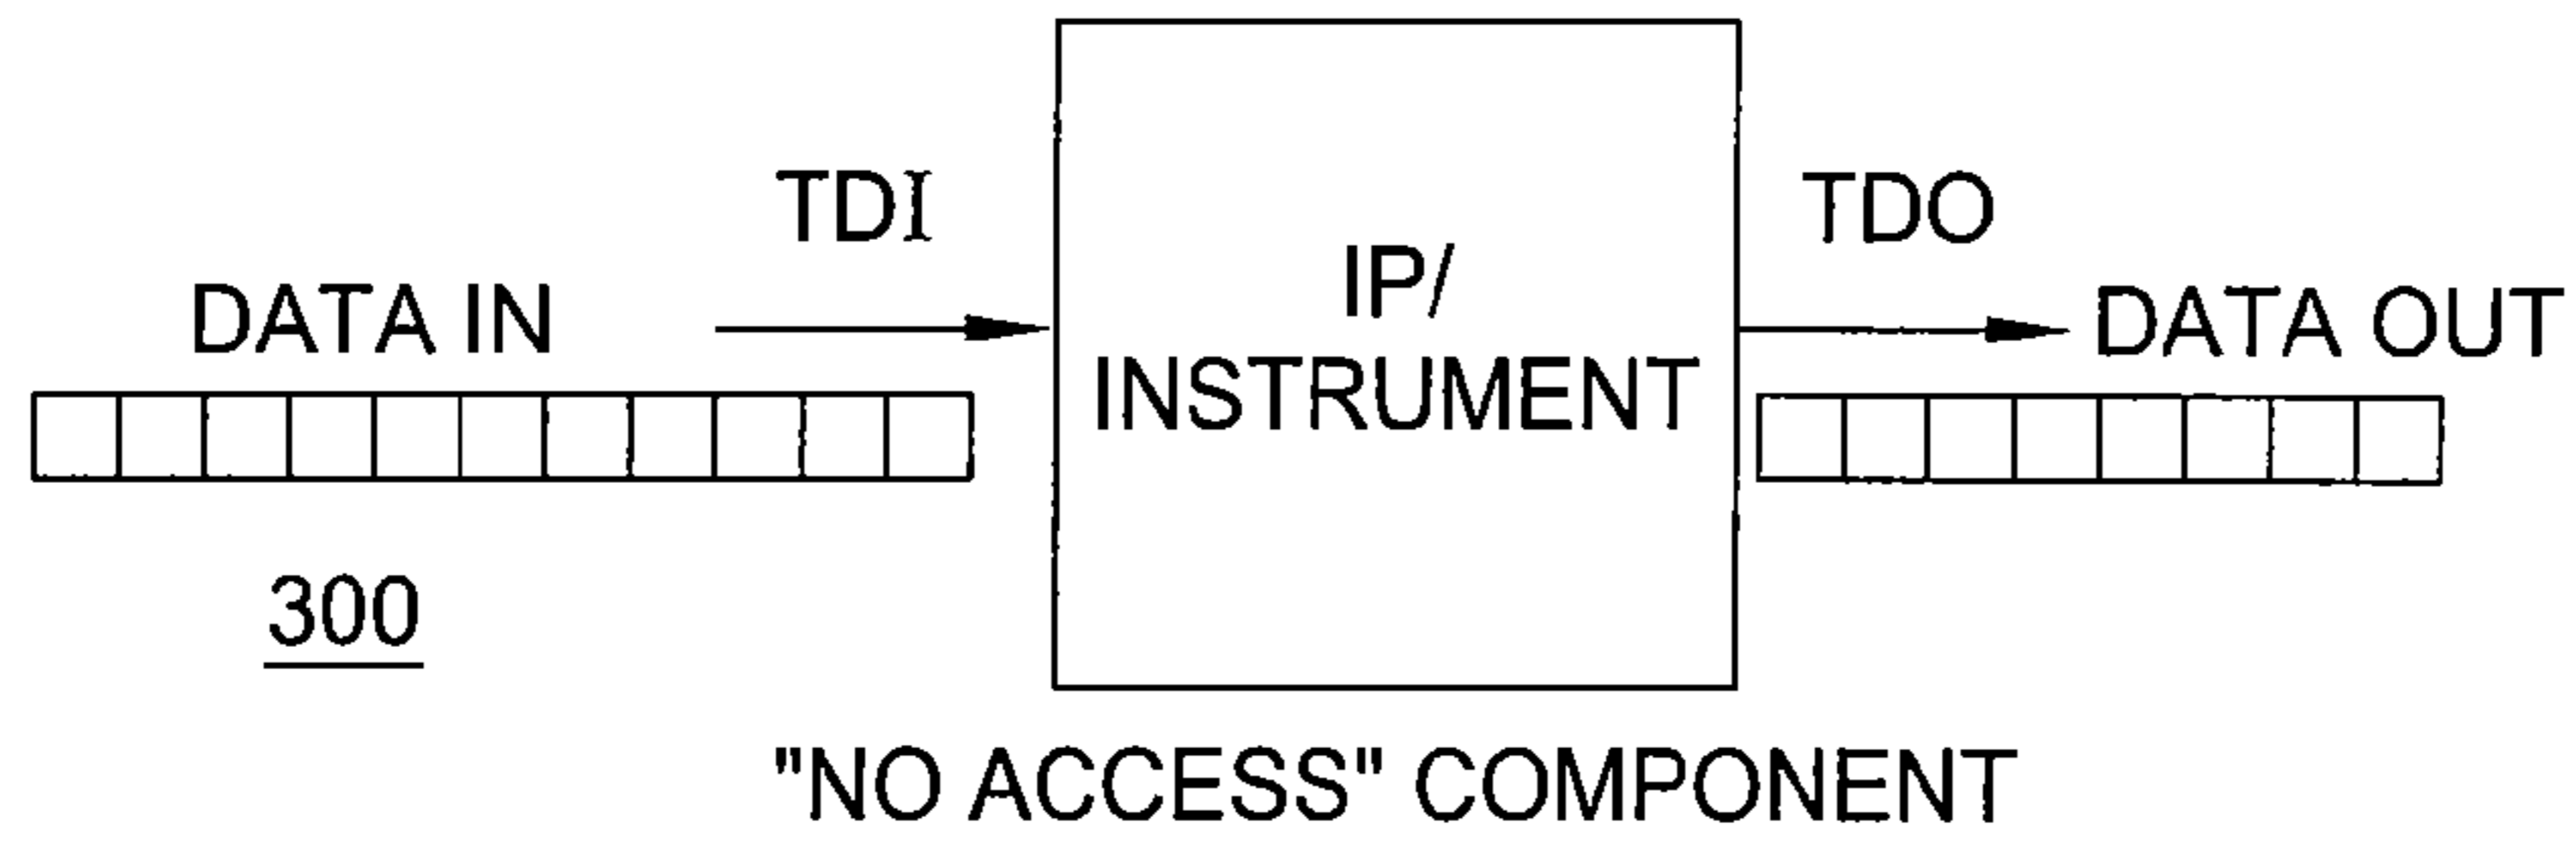 TDI
TDO
DATA IN
IP/
INSTRUMENT
DATA OUT
300
"NO ACCESS" COMPONENT